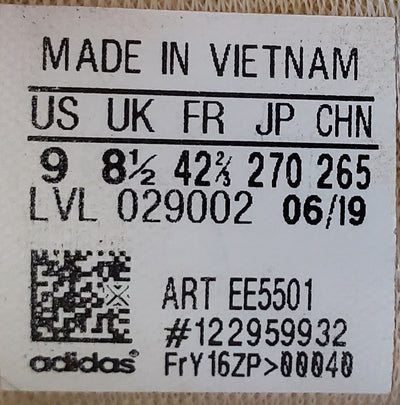 MADE IN VIETNAM
US UK FR JP CHN
9 8½ 42⅔ 270 265
LVL 029002 06/19
ART EE5501
#122959932
adidas FrY16ZP>00040